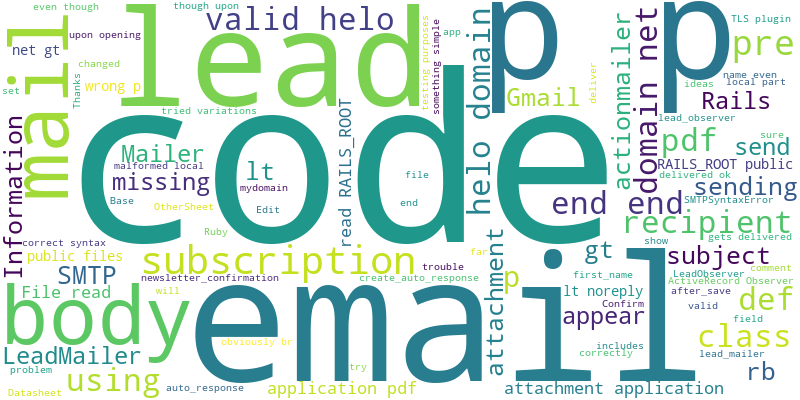 even though
though upon
valid helo
TLS plugin
net gt
upon opening
mail
lead
p
p
pre
changed
set
wrong p
Thanks
testing purposes
something simple
app
deliver
actionmailer
name even
local part
ideas
Gmail
Rails
tried variations
code
helo domain
domain net
lead_observer
sure
Information
Mailer
malformed local
missing
lt
mydomain
read RAILS_ROOT
file
pdf
send
RAILS_ROOT public
delivered ok
sending
SMTPSyntaxError
Base
OtherSheet
Edit
end
end end
recipient
Ruby
correct syntax
show
gets delivered
public files
subscription
far
trouble
gt
subject
SMTP
newsletter_confirmation
create_auto_response
p
first_name
LeadObserver
comment
ActiveRecord Observer
File read
will
email
attachment
lt noreply
after_save
def
body
Confirm
valid
appear
field
class
obviously br
includes
LeadMailer
try
correctly
lead_mailer
problem
using
rb
Datasheet
auto_response
application pdf
attachment application